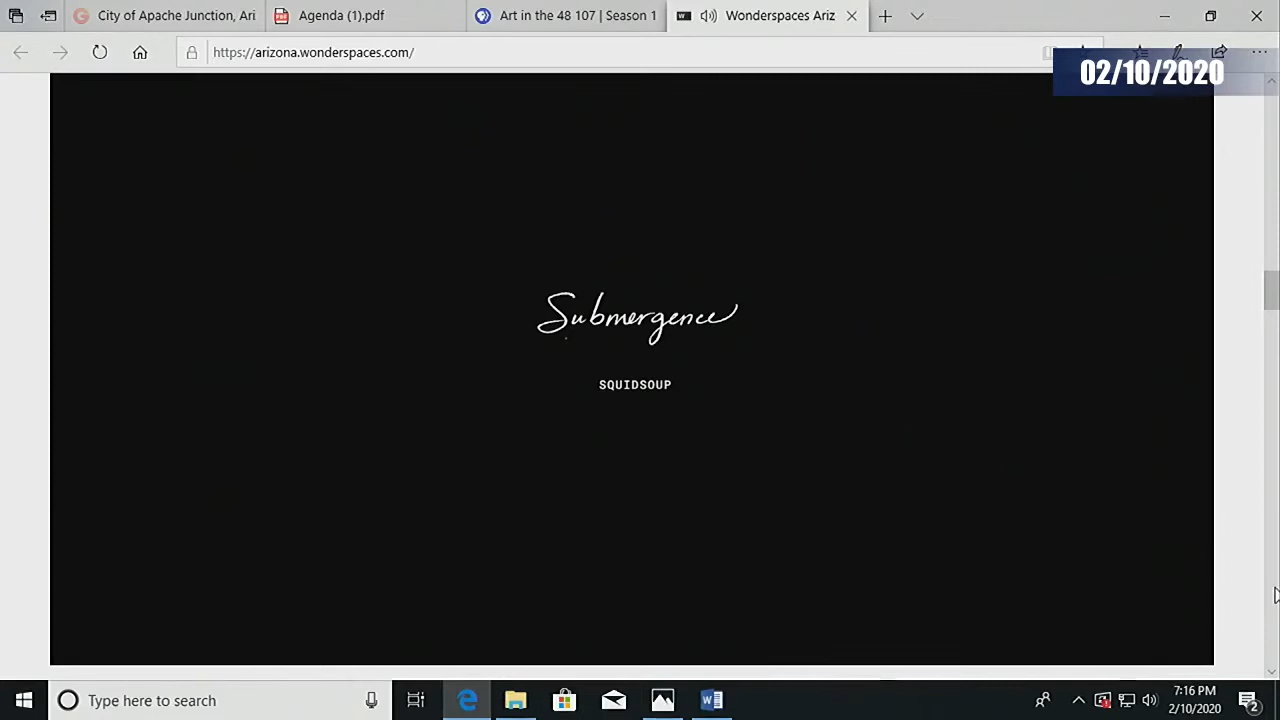 City of Apache Junction, Ari
Agenda (1).pdf
Art in the 48 107 | Season 1
Wonderspaces Ariz
https://arizona.wonderspaces.com/
02/10/2020
Submergence
SQUIDSOUP
Type here to search
7:16 PM
2/10/2020
2